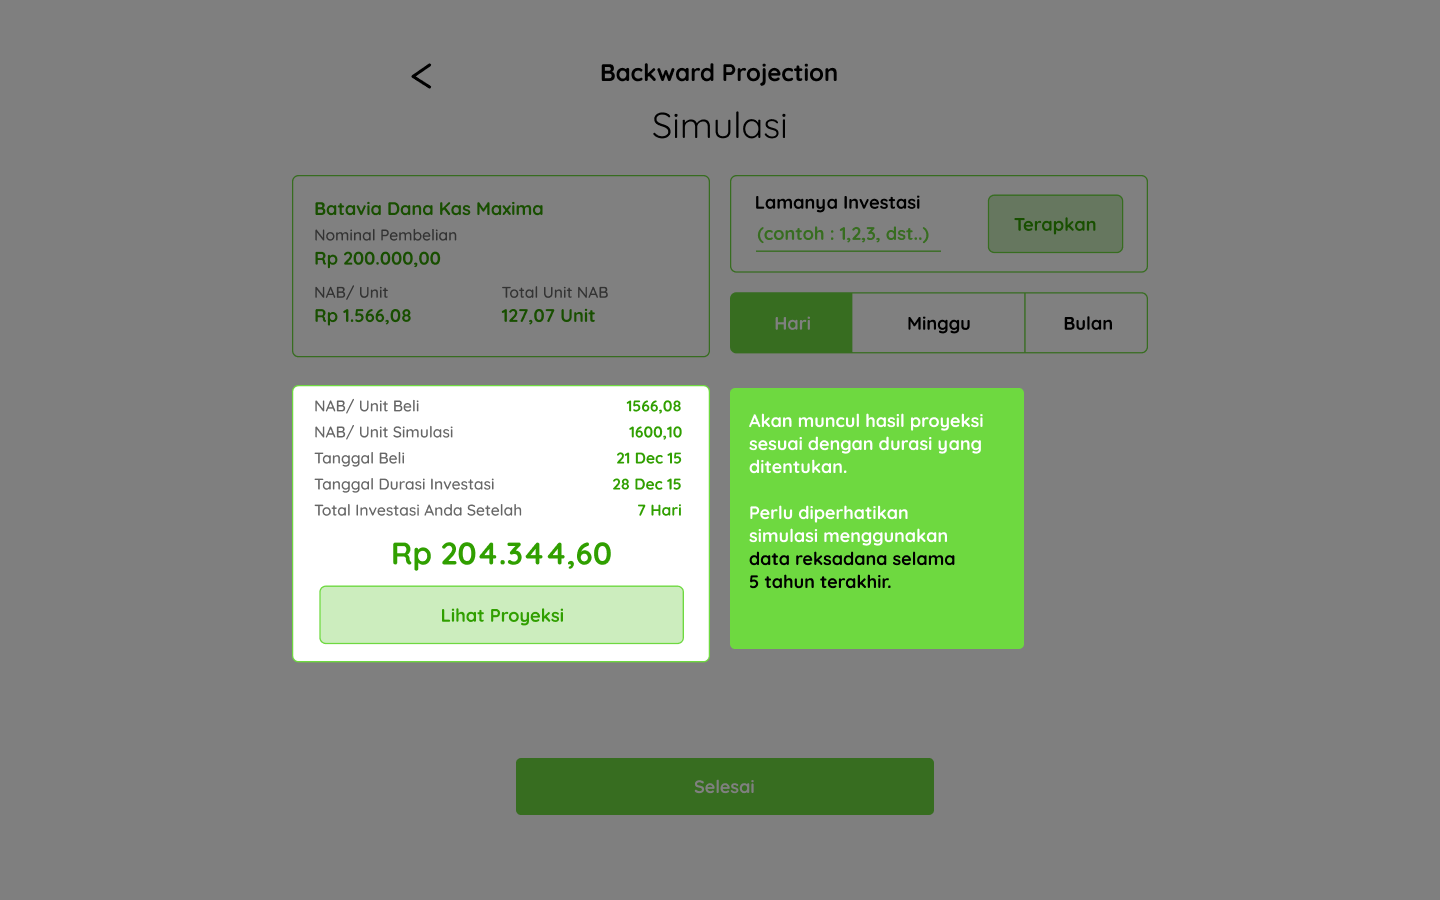 Backward Projection
Simulasi
Batavia Dana Kas Maxima
Nominal Pembelian
Rp 200.000,00
NAB/ Unit
Total Unit NAB
Rp 1.566,08
127,07 Unit
Lamanya Investasi
(contoh : 1,2,3, dst..)
Terapkan
Hari
Minggu
Bulan
NAB/ Unit Beli 1566,08
NAB/ Unit Simulasi 1600,10
Tanggal Beli 21 Dec 15
Tanggal Durasi Investasi 28 Dec 15
Total Investasi Anda Setelah 7 Hari
Rp 204.344,60
Lihat Proyeksi
Akan muncul hasil proyeksi
sesuai dengan durasi yang
ditentukan.
Perlu diperhatikan
simulasi menggunakan
data reksadana selama
5 tahun terakhir.
Selesai